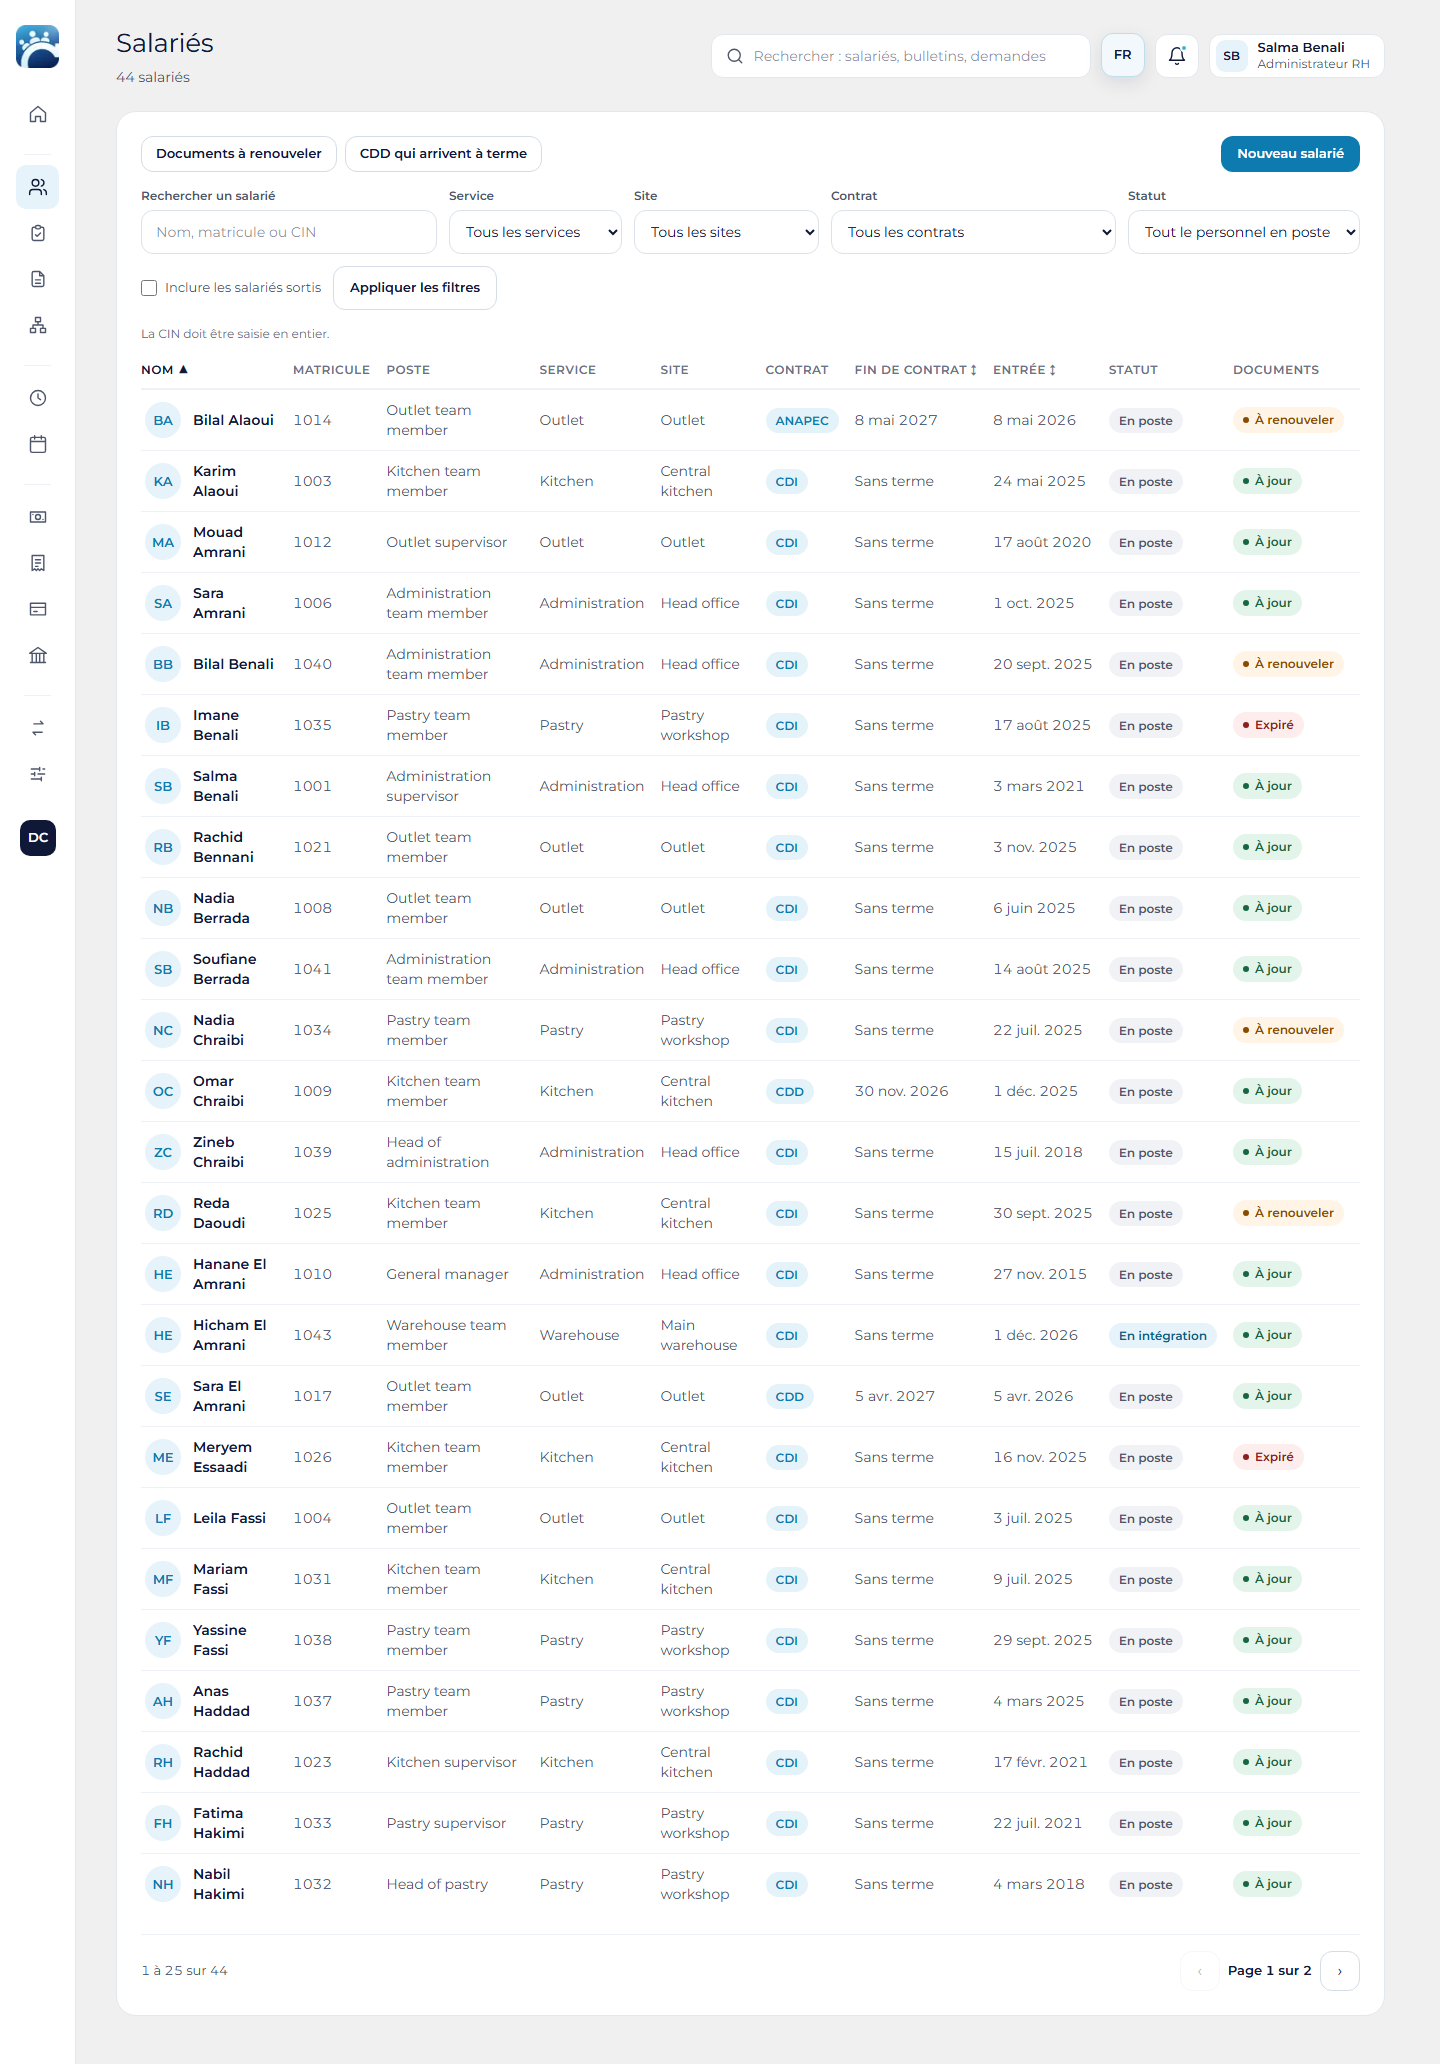 Salariés
44 salariés
Rechercher : salariés, bulletins, demandes
FR
SB
Salma Benali
Administrateur RH
Documents à renouveler
CDD qui arrivent à terme
Nouveau salarié
Rechercher un salarié
Service
Site
Contrat
Statut
Nom, matricule ou CIN
Tous les services
Tous les sites
Tous les contrats
Tout le personnel en poste
Inclure les salariés sortis
Appliquer les filtres
La CIN doit être saisie en entier.
NOM ▲ MATRICULE POSTE SERVICE SITE CONTRAT FIN DE CONTRAT ↕ ENTRÉE ↕ STATUT DOCUMENTS
BA Bilal Alaoui 1014 Outlet team member Outlet Outlet ANAPEC 8 mai 2027 8 mai 2026 En poste À renouveler
KA Karim Alaoui 1003 Kitchen team member Kitchen Central kitchen CDI Sans terme 24 mai 2025 En poste À jour
MA Mouad Amrani 1012 Outlet supervisor Outlet Outlet CDI Sans terme 17 août 2020 En poste À jour
SA Sara Amrani 1006 Administration team member Administration Head office CDI Sans terme 1 oct. 2025 En poste À jour
BB Bilal Benali 1040 Administration team member Administration Head office CDI Sans terme 20 sept. 2025 En poste À renouveler
IB Imane Benali 1035 Pastry team member Pastry Pastry workshop CDI Sans terme 17 août 2025 En poste Expiré
SB Salma Benali 1001 Administration supervisor Administration Head office CDI Sans terme 3 mars 2021 En poste À jour
RB Rachid Bennani 1021 Outlet team member Outlet Outlet CDI Sans terme 3 nov. 2025 En poste À jour
NB Nadia Berrada 1008 Outlet team member Outlet Outlet CDI Sans terme 6 juin 2025 En poste À jour
SB Soufiane Berrada 1041 Administration team member Administration Head office CDI Sans terme 14 août 2025 En poste À jour
NC Nadia Chraibi 1034 Pastry team member Pastry Pastry workshop CDI Sans terme 22 juil. 2025 En poste À renouveler
OC Omar Chraibi 1009 Kitchen team member Kitchen Central kitchen CDD 30 nov. 2026 1 déc. 2025 En poste À jour
ZC Zineb Chraibi 1039 Head of administration Administration Head office CDI Sans terme 15 juil. 2018 En poste À jour
RD Reda Daoudi 1025 Kitchen team member Kitchen Central kitchen CDI Sans terme 30 sept. 2025 En poste À renouveler
HE Hanane El Amrani 1010 General manager Administration Head office CDI Sans terme 27 nov. 2015 En poste À jour
HE Hicham El Amrani 1043 Warehouse team member Warehouse Main warehouse CDI Sans terme 1 déc. 2026 En intégration À jour
SE Sara El Amrani 1017 Outlet team member Outlet Outlet CDD 5 avr. 2027 5 avr. 2026 En poste À jour
ME Meryem Essaadi 1026 Kitchen team member Kitchen Central kitchen CDI Sans terme 16 nov. 2025 En poste Expiré
LF Leila Fassi 1004 Outlet team member Outlet Outlet CDI Sans terme 3 juil. 2025 En poste À jour
MF Mariam Fassi 1031 Kitchen team member Kitchen Central kitchen CDI Sans terme 9 juil. 2025 En poste À jour
YF Yassine Fassi 1038 Pastry team member Pastry Pastry workshop CDI Sans terme 29 sept. 2025 En poste À jour
AH Anas Haddad 1037 Pastry team member Pastry Pastry workshop CDI Sans terme 4 mars 2025 En poste À jour
RH Rachid Haddad 1023 Kitchen supervisor Kitchen Central kitchen CDI Sans terme 17 févr. 2021 En poste À jour
FH Fatima Hakimi 1033 Pastry supervisor Pastry Pastry workshop CDI Sans terme 22 juil. 2021 En poste À jour
NH Nabil Hakimi 1032 Head of pastry Pastry Pastry workshop CDI Sans terme 4 mars 2018 En poste À jour
1 à 25 sur 44
‹ Page 1 sur 2 ›
DC